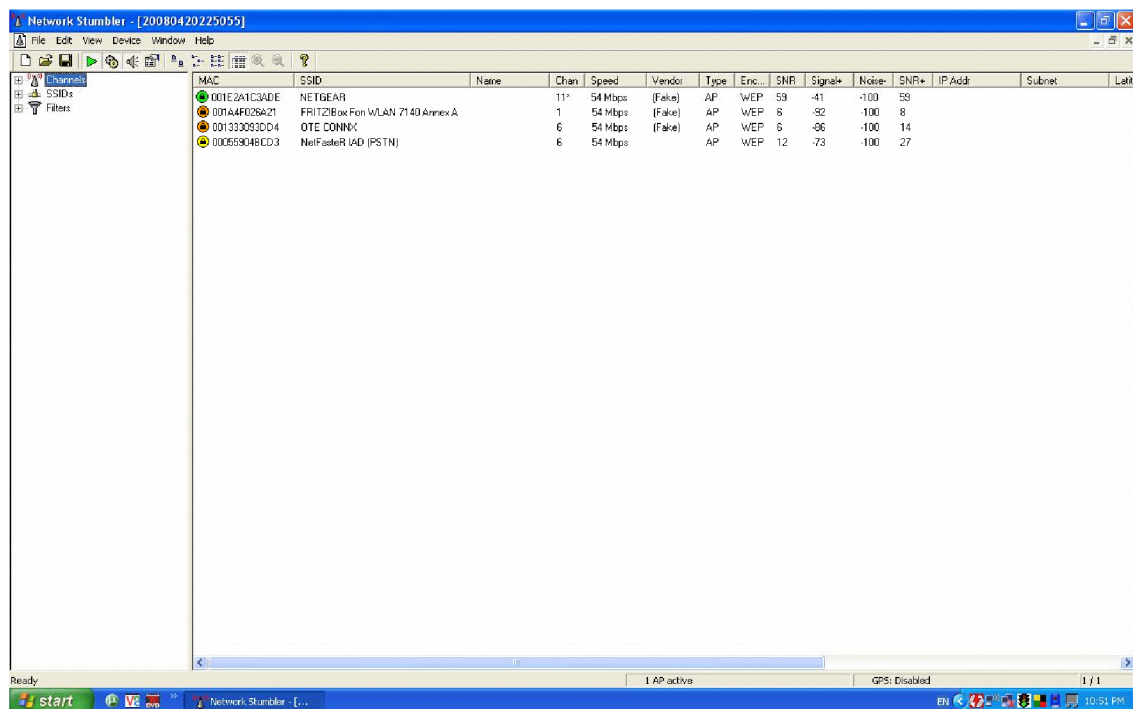 Network Stumbler - [20080420225055]
File Edit View Device Window Help
Channels
SSIDs
Filters
MAC SSID Name Chan Speed Vendor Type Enc... SNR Signal+ Noise- SNR+ IP Addr Subnet Latit
001E2A1C3ADE NETGEAR 11* 54 Mbps (Fake) AP WEP 59 -41 -100 59
001A4F026A21 FRITZ!Box Fon WLAN 7140 Annex A 1 54 Mbps (Fake) AP WEP 6 -92 -100 8
001333093DD4 OTE CONNX 6 54 Mbps (Fake) AP WEP 6 -86 -100 14
000559048CD3 NetFasteR IAD (PSTN) 6 54 Mbps AP WEP 12 -73 -100 27
Ready 1 AP active GPS: Disabled 1 / 1
start Network Stumbler - [... EN 10:51 PM